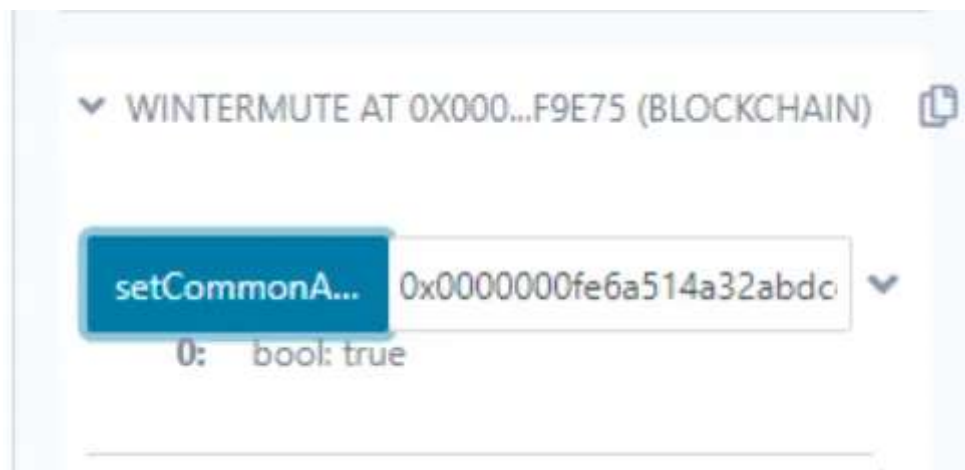 WINTERMUTE AT 0X000...F9E75 (BLOCKCHAIN)
setCommonA... 0x0000000fe6a514a32abdc
0: bool: true